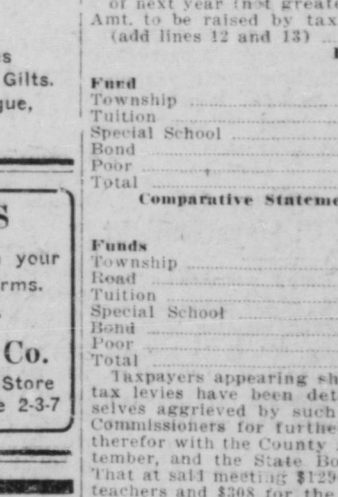 s
Gilts.
gue,
S
your
rms.
Co.
Store
2-3-7
of next year (not greate
Amt. to be raised by tax
(add lines 12 and 13)
Fund
Township
Tuition
Special School
Bond
Poor
Total
Comparative Stateme
Funds
Township
Road
Tuition
Special School
Bond
Poor
Total
Taxpayers appearing sh
tax levies have been det
selves aggrieved by such
Commissioners for furthe
therefor with the County
tember, and the State Bo
That at said meeting $129
teachers and $308 for the